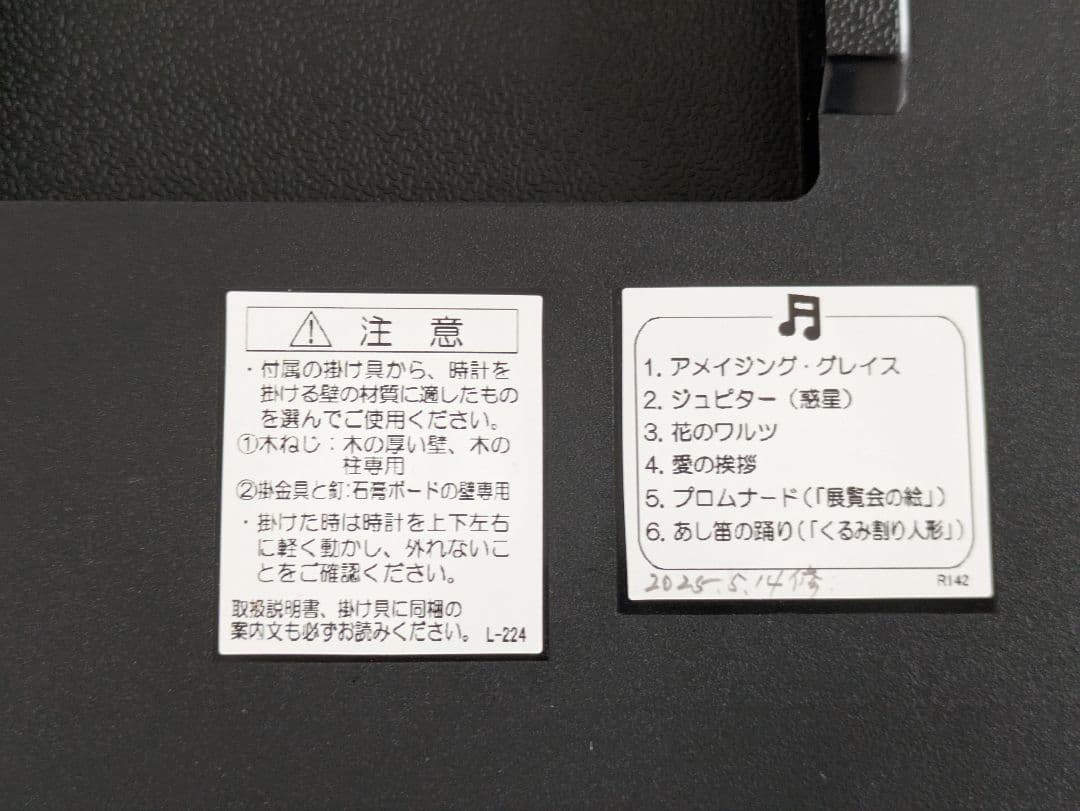 注 意
・付属の掛け具から、時計を
掛ける壁の材質に適したもの
を選んでご使用ください。
①木ねじ：木の厚い壁、木の
柱専用
②掛金具と釘:石膏ボードの壁専用
・掛けた時は時計を上下左右
に軽く動かし、外れないこ
とをご確認ください。
取扱説明書、掛け具に同梱の
案内文も必ずお読みください。 L-224
1. アメイジング・グレイス
2. ジュピター（惑星）
3. 花のワルツ
4. 愛の挨拶
5. プロムナード(「展覧会の絵」)
6. あし笛の踊り(「くるみ割り人形」)
2025.5.14修
R142